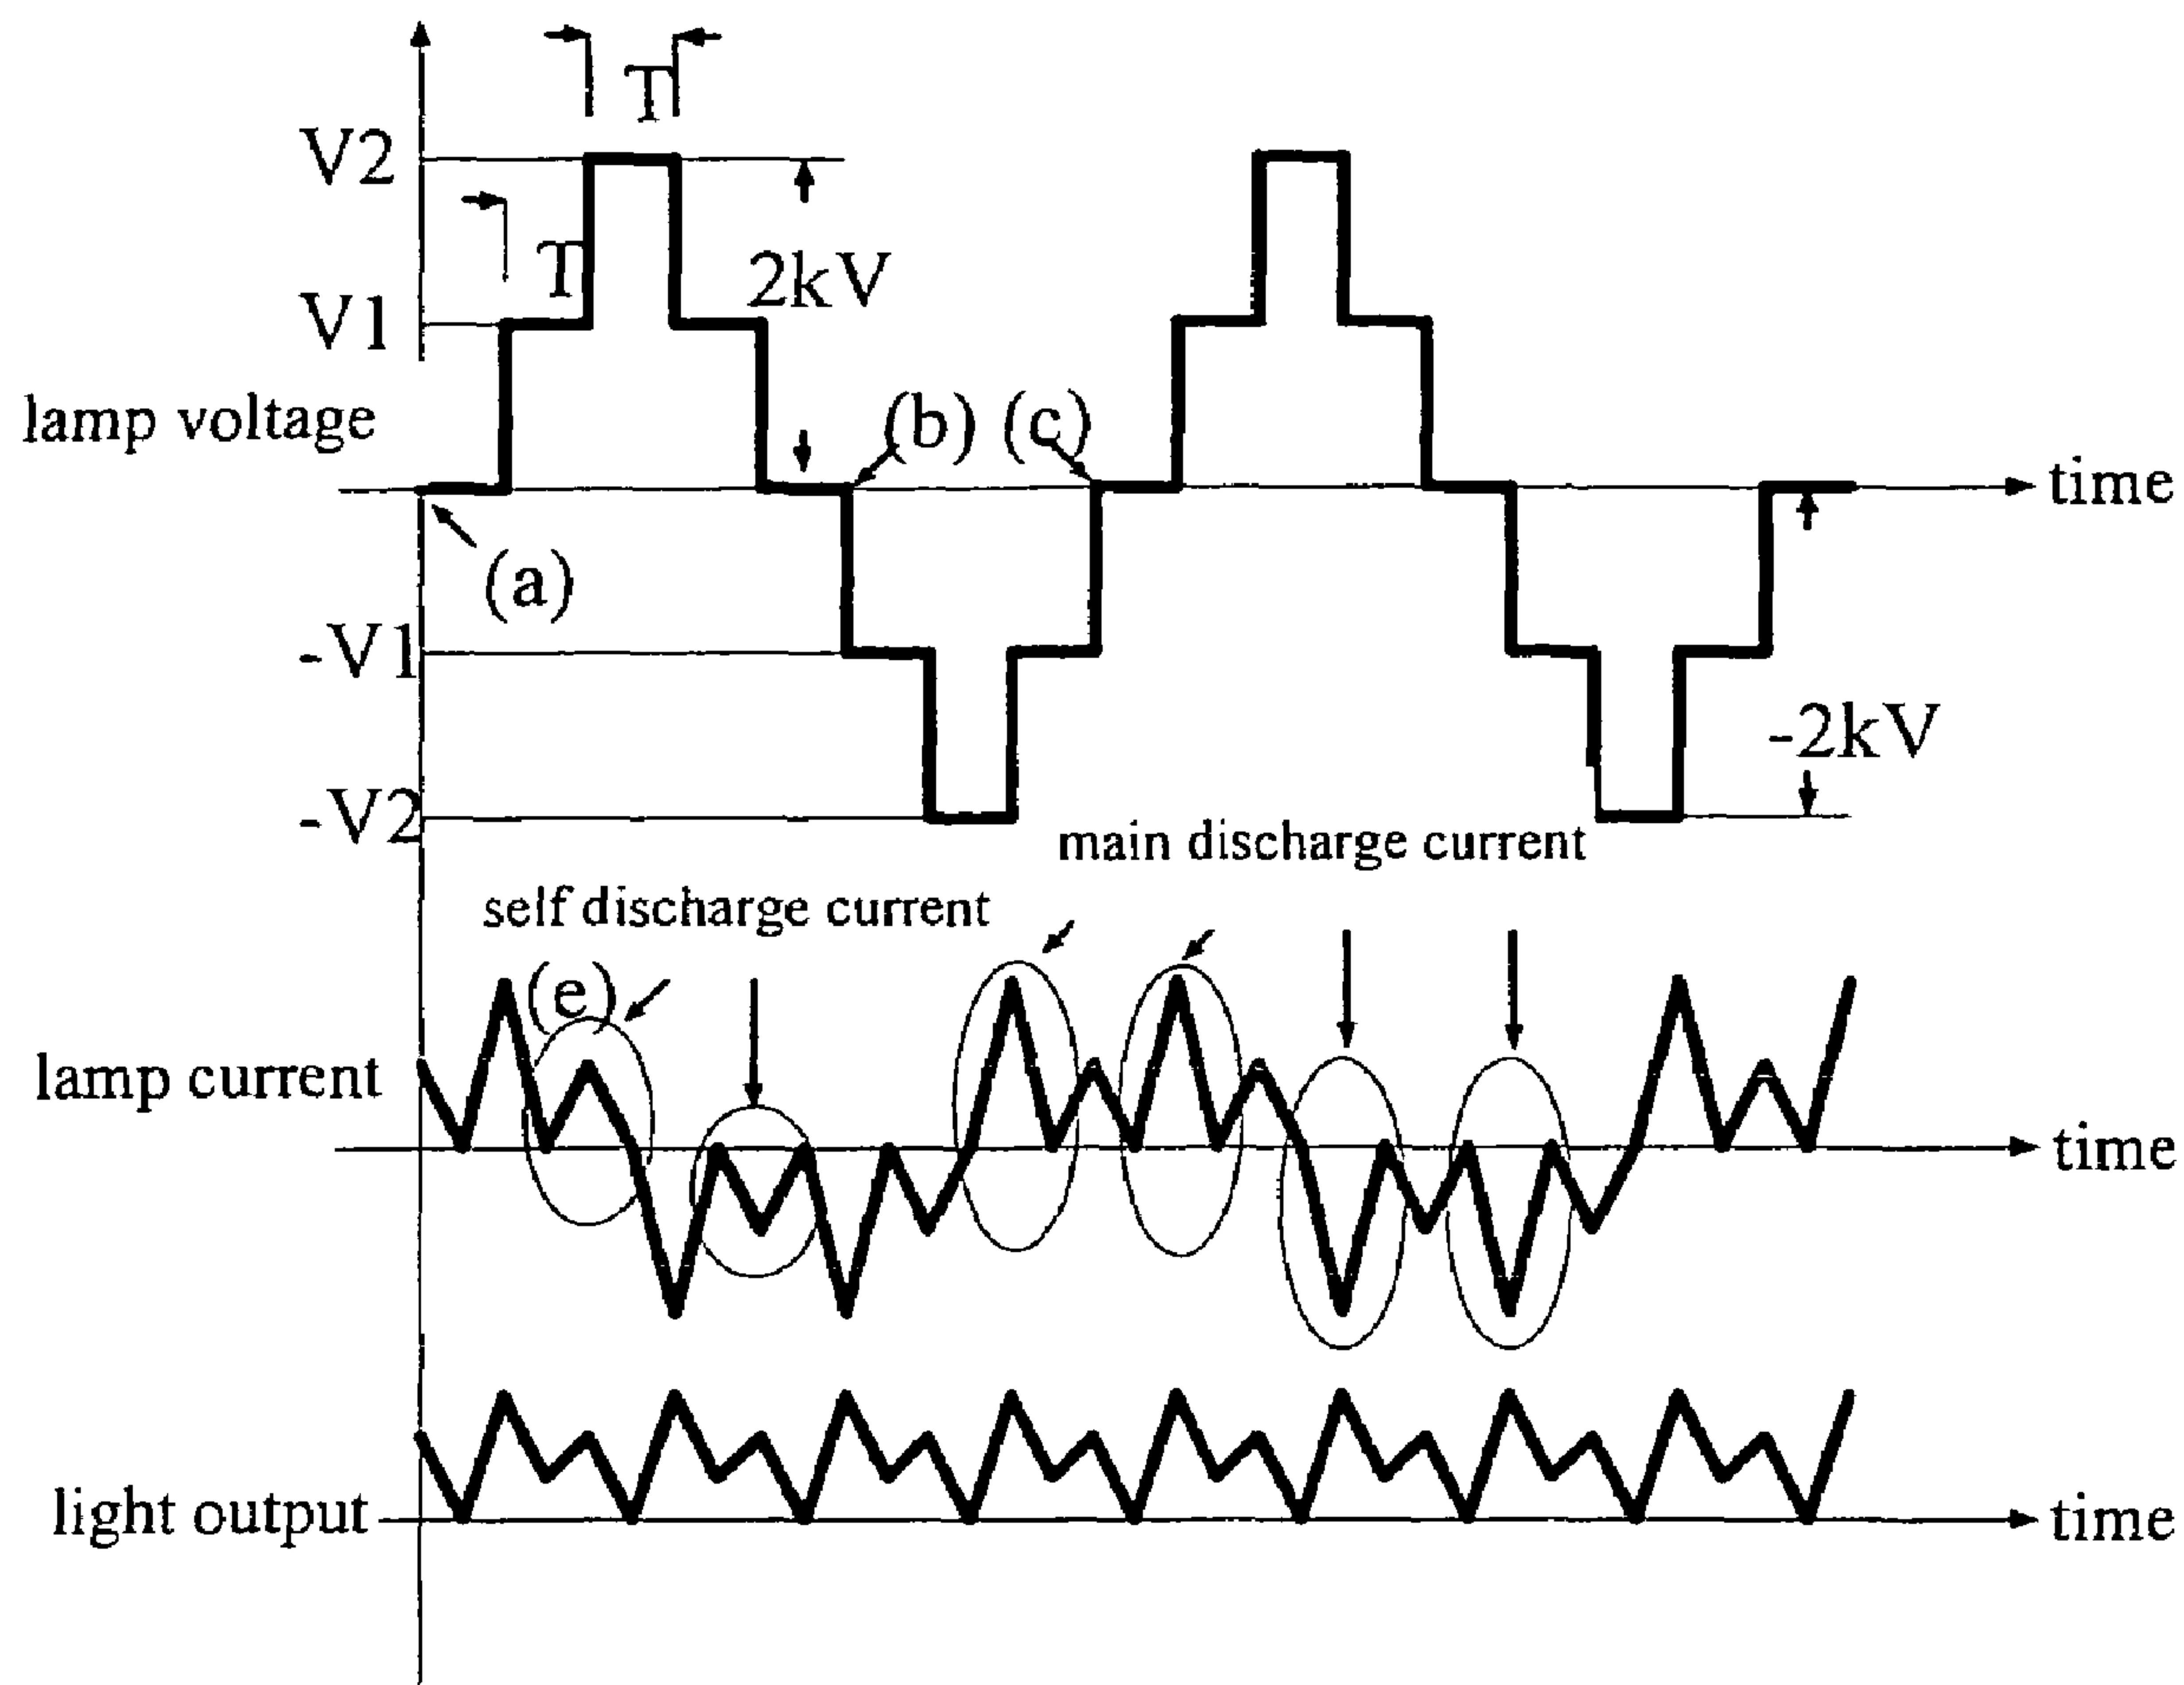 T
V2
T
2kV
V1
lamp voltage
(b) (c)
time
(a)
-V1
-2kV
-V2
main discharge current
self discharge current
(e)
lamp current
time
light output
time